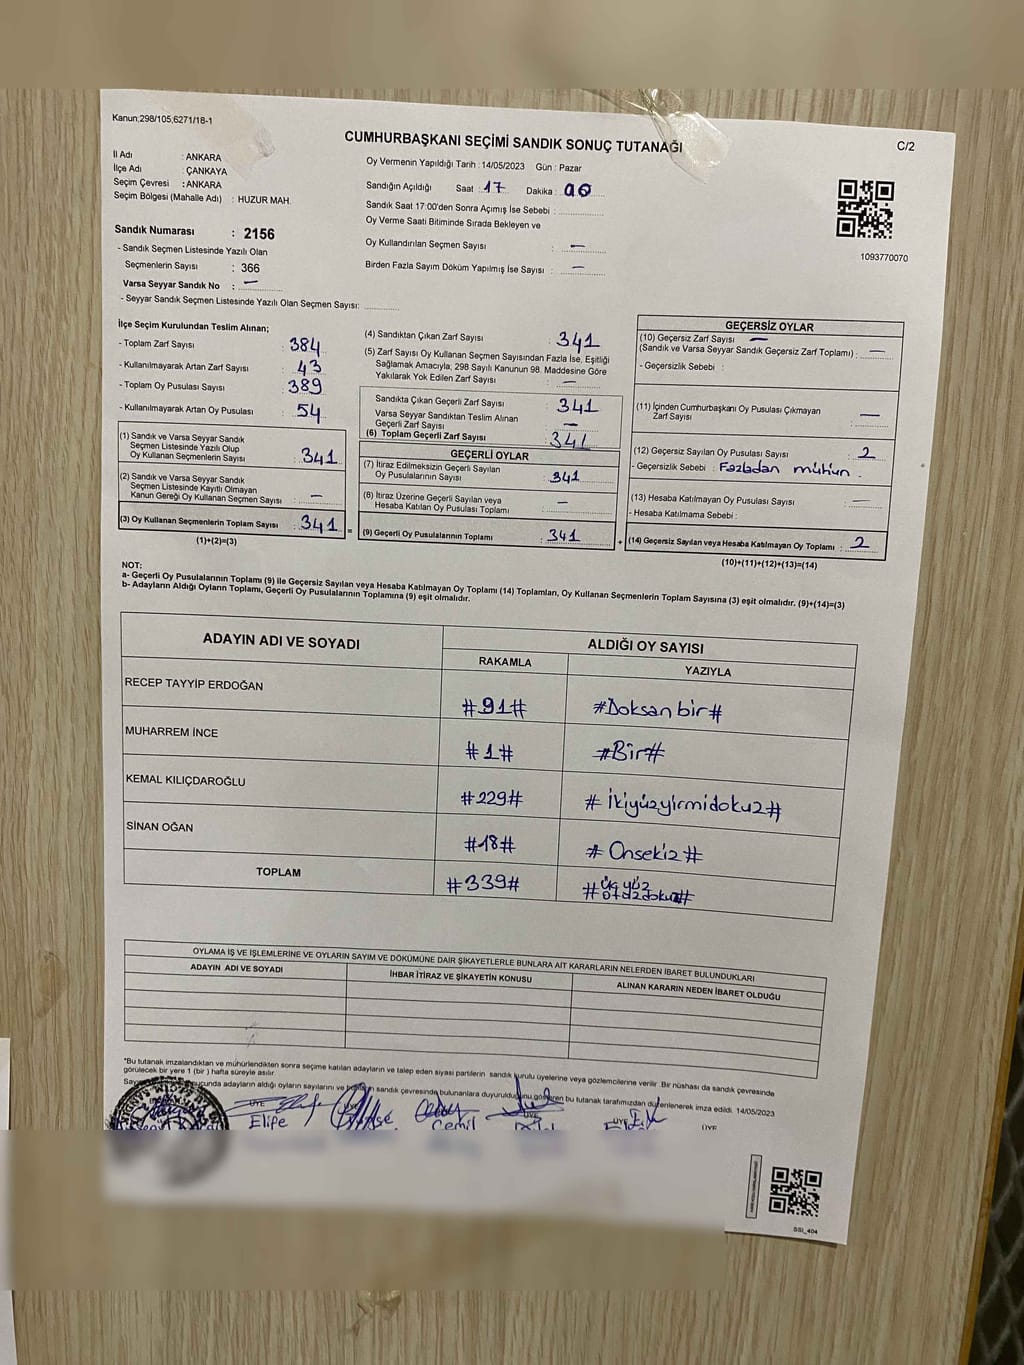 Kanun;298/105,6271/18-1
CUMHURBAŞKANI SEÇİMİ SANDIK SONUÇ TUTANAĞI
C/2
İl Adı : ANKARA
İlçe Adı : ÇANKAYA
Seçim Çevresi : ANKARA
Seçim Bölgesi (Mahalle Adı) : HUZUR MAH.
Oy Vermenin Yapıldığı Tarih : 14/05/2023 Gün : Pazar
Sandığın Açıldığı Saat : 17 Dakika : 00
Sandık Saat 17:00'den Sonra Açımış İse Sebebi :
Oy Verme Saati Bitiminde Sırada Bekleyen ve
Oy Kullandırılan Seçmen Sayısı : —
Birden Fazla Sayım Döküm Yapılmış İse Sayısı : —
1093770070
Sandık Numarası : 2156
- Sandık Seçmen Listesinde Yazılı Olan
Seçmenlerin Sayısı : 366
Varsa Seyyar Sandık No : —
- Seyyar Sandık Seçmen Listesinde Yazılı Olan Seçmen Sayısı:
İlçe Seçim Kurulundan Teslim Alınan;
- Toplam Zarf Sayısı : 384
- Kullanılmayarak Artan Zarf Sayısı : 43
- Toplam Oy Pusulası Sayısı : 389
- Kullanılmayarak Artan Oy Pusulası : 54
(1) Sandık ve Varsa Seyyar Sandık
Seçmen Listesinde Yazılı Olup
Oy Kullanan Seçmenlerin Sayısı : 341
(2) Sandık ve Varsa Seyyar Sandık
Seçmen Listesinde Kayıtlı Olmayan
Kanun Gereği Oy Kullanan Seçmen Sayısı : —
(3) Oy Kullanan Seçmenlerin Toplam Sayısı : 341 =
(1)+(2)=(3)
(4) Sandıktan Çıkan Zarf Sayısı : 341
(5) Zarf Sayısı Oy Kullanan Seçmen Sayısından Fazla İse, Eşitliği
Sağlamak Amacıyla; 298 Sayılı Kanunun 98. Maddesine Göre
Yakılarak Yok Edilen Zarf Sayısı : —
Sandıkta Çıkan Geçerli Zarf Sayısı : 341
Varsa Seyyar Sandıktan Teslim Alınan
Geçerli Zarf Sayısı : —
(6) Toplam Geçerli Zarf Sayısı : 341
GEÇERLİ OYLAR
(7) İtiraz Edilmeksizin Geçerli Sayılan
Oy Pusulalarının Sayısı : 341
(8) İtiraz Üzerine Geçerli Sayılan veya
Hesaba Katılan Oy Pusulası Toplamı : —
(9) Geçerli Oy Pusulalarının Toplamı : 341 +
GEÇERSİZ OYLAR
(10) Geçersiz Zarf Sayısı —
(Sandık ve Varsa Seyyar Sandık Geçersiz Zarf Toplamı) : —
- Geçersizlik Sebebi :
(11) İçinden Cumhurbaşkanı Oy Pusulası Çıkmayan
Zarf Sayısı : —
(12) Geçersiz Sayılan Oy Pusulası Sayısı : 2
- Geçersizlik Sebebi : Fazladan mühür.
(13) Hesaba Katılmayan Oy Pusulası Sayısı : —
- Hesaba Katılmama Sebebi :
(14) Geçersiz Sayılan veya Hesaba Katılmayan Oy Toplamı : 2
(10)+(11)+(12)+(13)=(14)
NOT:
a- Geçerli Oy Pusulalarının Toplamı (9) ile Geçersiz Sayılan veya Hesaba Katılmayan Oy Toplamı (14) Toplamları, Oy Kullanan Seçmenlerin Toplam Sayısına (3) eşit olmalıdır. (9)+(14)=(3)
b- Adayların Aldığı Oyların Toplamı, Geçerli Oy Pusulalarının Toplamına (9) eşit olmalıdır.
ADAYIN ADI VE SOYADI ALDIĞI OY SAYISI
RAKAMLA YAZIYLA
RECEP TAYYİP ERDOĞAN #91# #Doksan bir#
MUHARREM İNCE #1# #Bir#
KEMAL KILIÇDAROĞLU #229# #İkiyüzyirmidokuz#
SİNAN OĞAN #18# #Onsekiz#
TOPLAM #339# #üçyüz otuzdokuz#
OYLAMA İŞ VE İŞLEMLERİNE VE OYLARIN SAYIM VE DÖKÜMÜNE DAİR ŞİKAYETLERLE BUNLARA AİT KARARLARIN NELERDEN İBARET BULUNDUKLARI
ADAYIN ADI VE SOYADI İHBAR İTİRAZ VE ŞİKAYETİN KONUSU ALINAN KARARIN NEDEN İBARET OLDUĞU
*Bu tutanak imzalandıktan ve mühürlendikten sonra seçime katılan adayların ve talep eden siyasi partilerin sandık kurulu üyelerine veya gözlemcilerine verilir. Bir nüshası da sandık çevresinde
görülecek bir yere 1 (bir) hafta süreyle asılır.
adayların aldığı oyların sayılarını ve sandık çevresinde bulunanlara duyurulduğunu gösteren bu tutanak tarafımızdan düzenlenerek imza edildi. 14/05/2023
ÜYE ÜYE ÜYE ÜYE
Elife Cemil
SSI_404